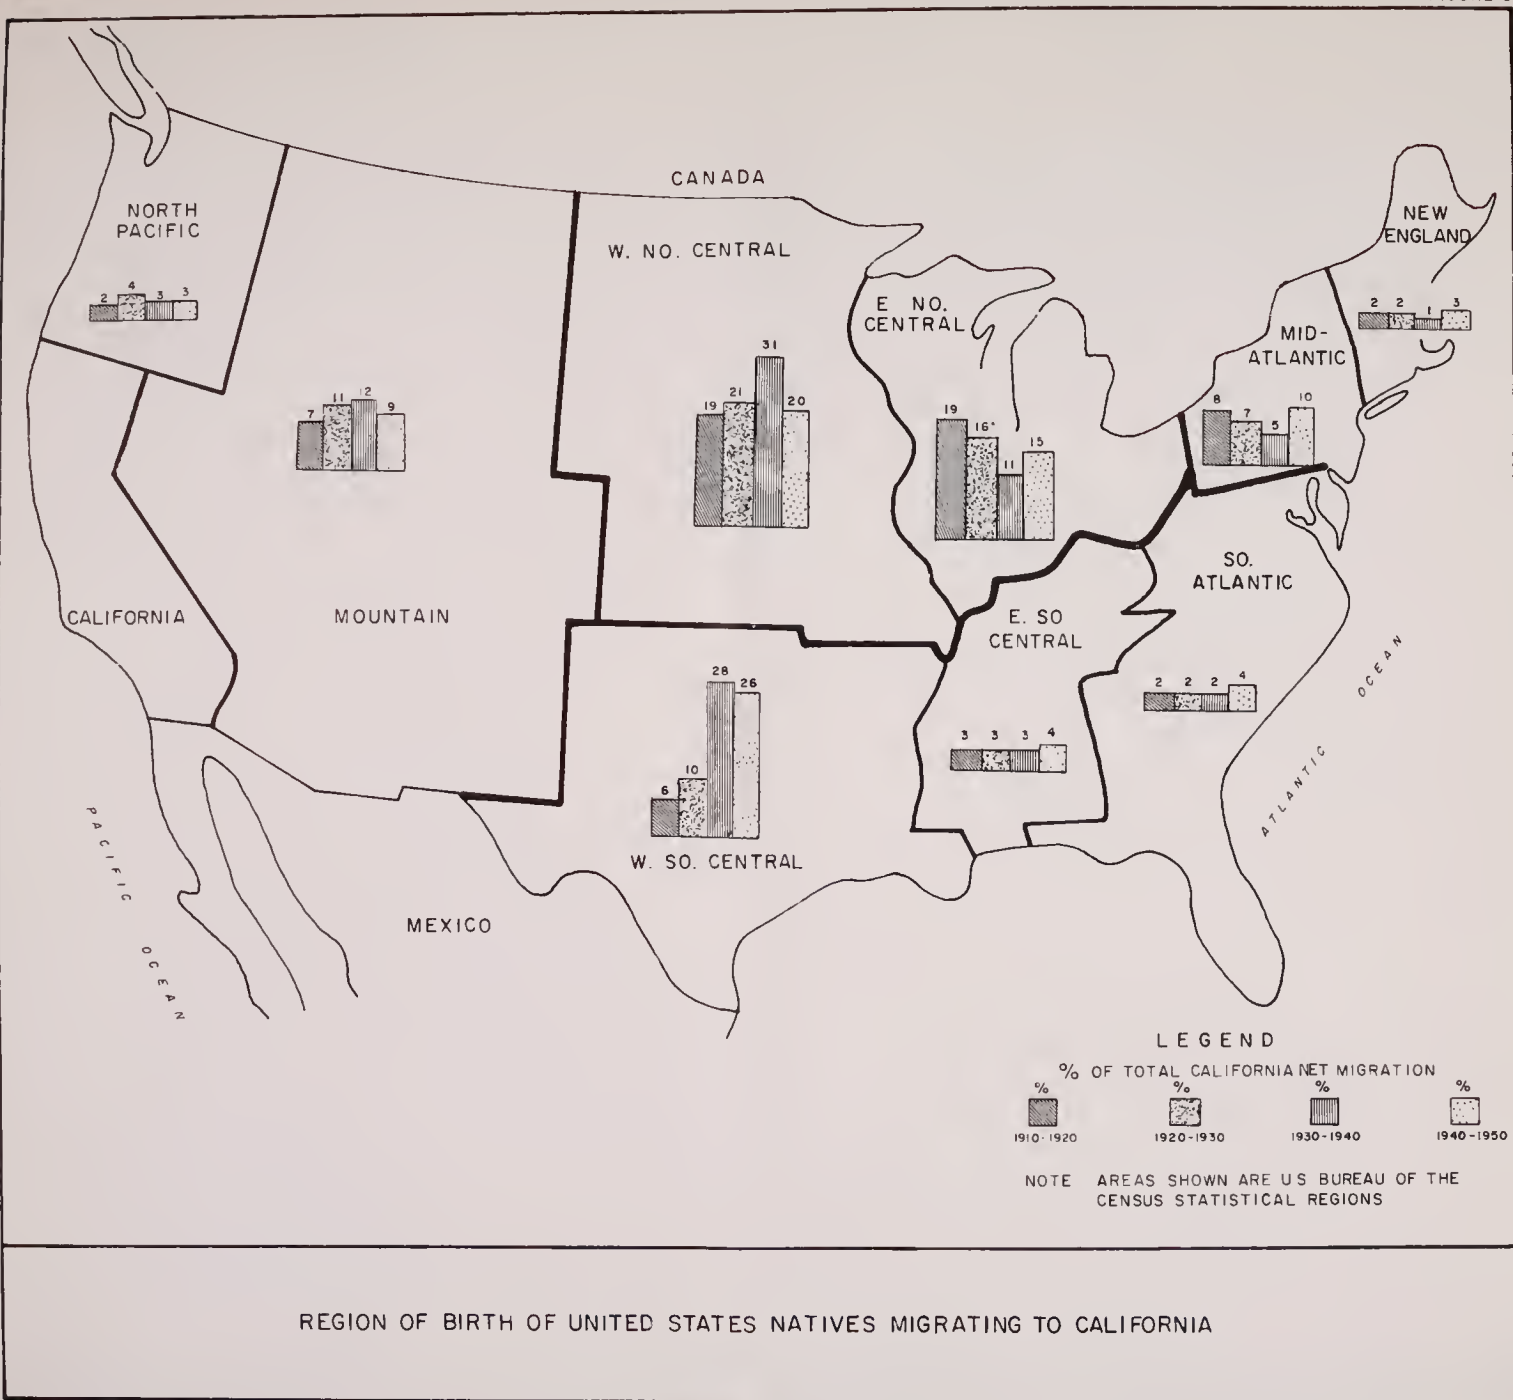 CANADA
NORTH
PACIFIC
2 4 3 3
W. NO. CENTRAL
19 21 31 20
E NO.
CENTRAL
19 16 11 15
NEW
ENGLAND
2 2 1 3
MID-
ATLANTIC
8 7 5 10
7 11 12 9
MOUNTAIN
CALIFORNIA
SO.
ATLANTIC
2 2 2 4
E. SO
CENTRAL
3 3 3 4
6 10 28 26
W. SO. CENTRAL
MEXICO
PACIFIC OCEAN
ATLANTIC OCEAN
LEGEND
% OF TOTAL CALIFORNIA NET MIGRATION
% % % %
1910-1920 1920-1930 1930-1940 1940-1950
NOTE AREAS SHOWN ARE U S BUREAU OF THE
CENSUS STATISTICAL REGIONS
REGION OF BIRTH OF UNITED STATES NATIVES MIGRATING TO CALIFORNIA